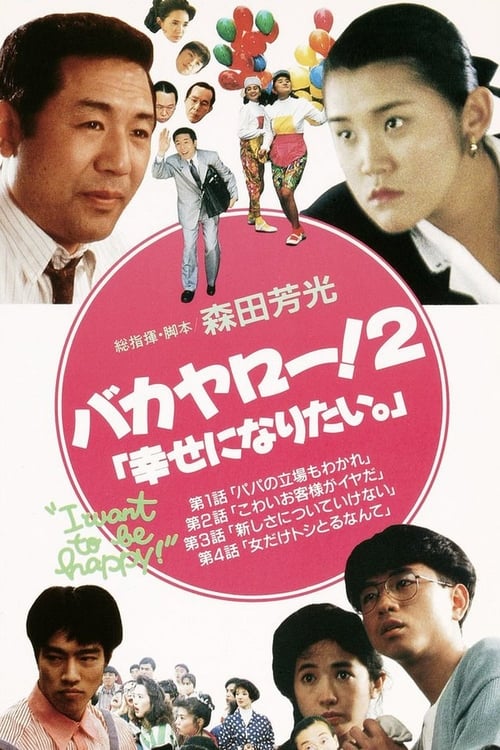 総指揮・脚本/森田芳光
バカヤロー!2
「幸せになりたい。」
第1話「パパの立場もわかれ」
第2話「こわいお客様がイヤだ」
第3話「新しさについていけない」
第4話「女だけトシとるなんて」
"I want
to be
happy!"